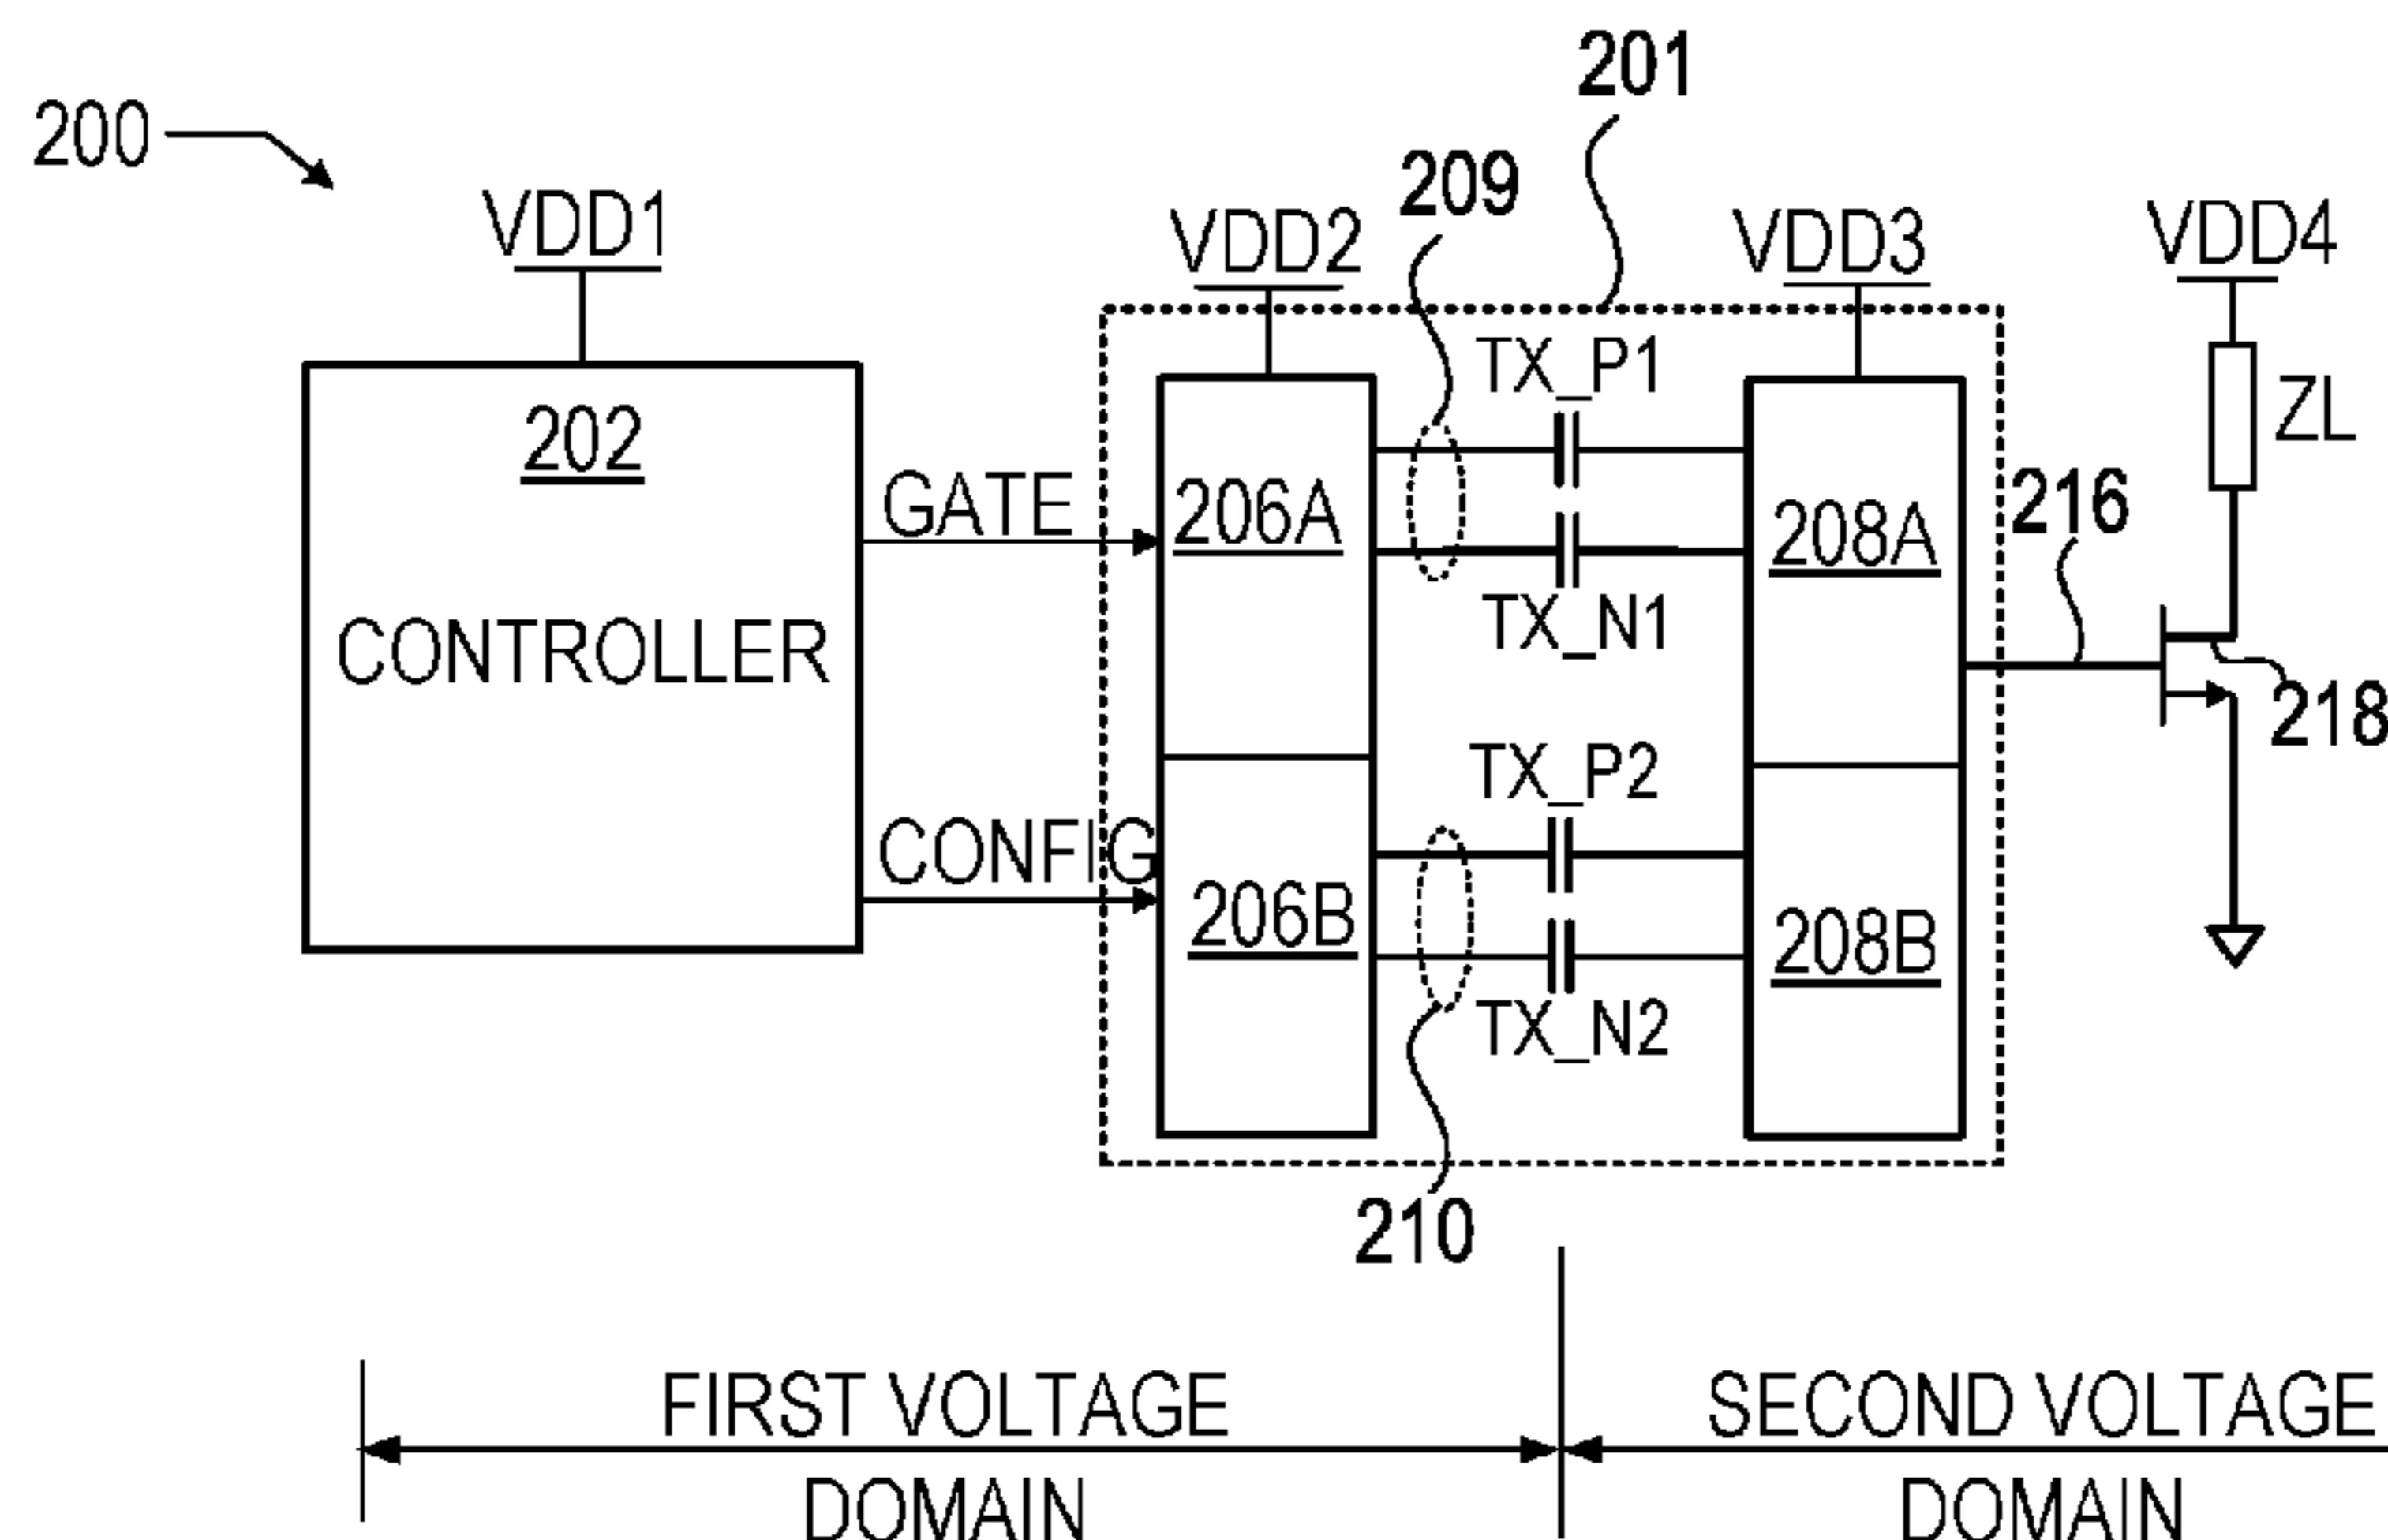 201
200
209
VDD1
VDD2
VDD3
VDD4
TX_P1
202
ZL
GATE
206A
208A
216
TX_N1
CONTROLLER
218
TX_P2
CONFIG
206B
208B
TX_N2
210
FIRST VOLTAGE
DOMAIN
SECOND VOLTAGE
DOMAIN